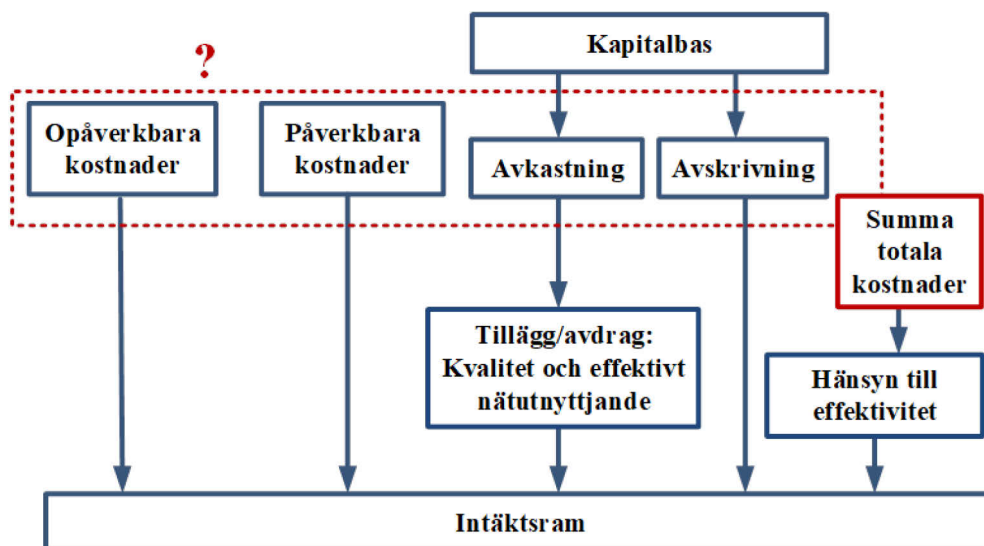 Kapitalbas
?
Opåverkbara
kostnader
Påverkbara
kostnader
Avkastning
Avskrivning
Summa
totala
kostnader
Tillägg/avdrag:
Kvalitet och effektivt
nätutnyttjande
Hänsyn till
effektivitet
Intäktsram